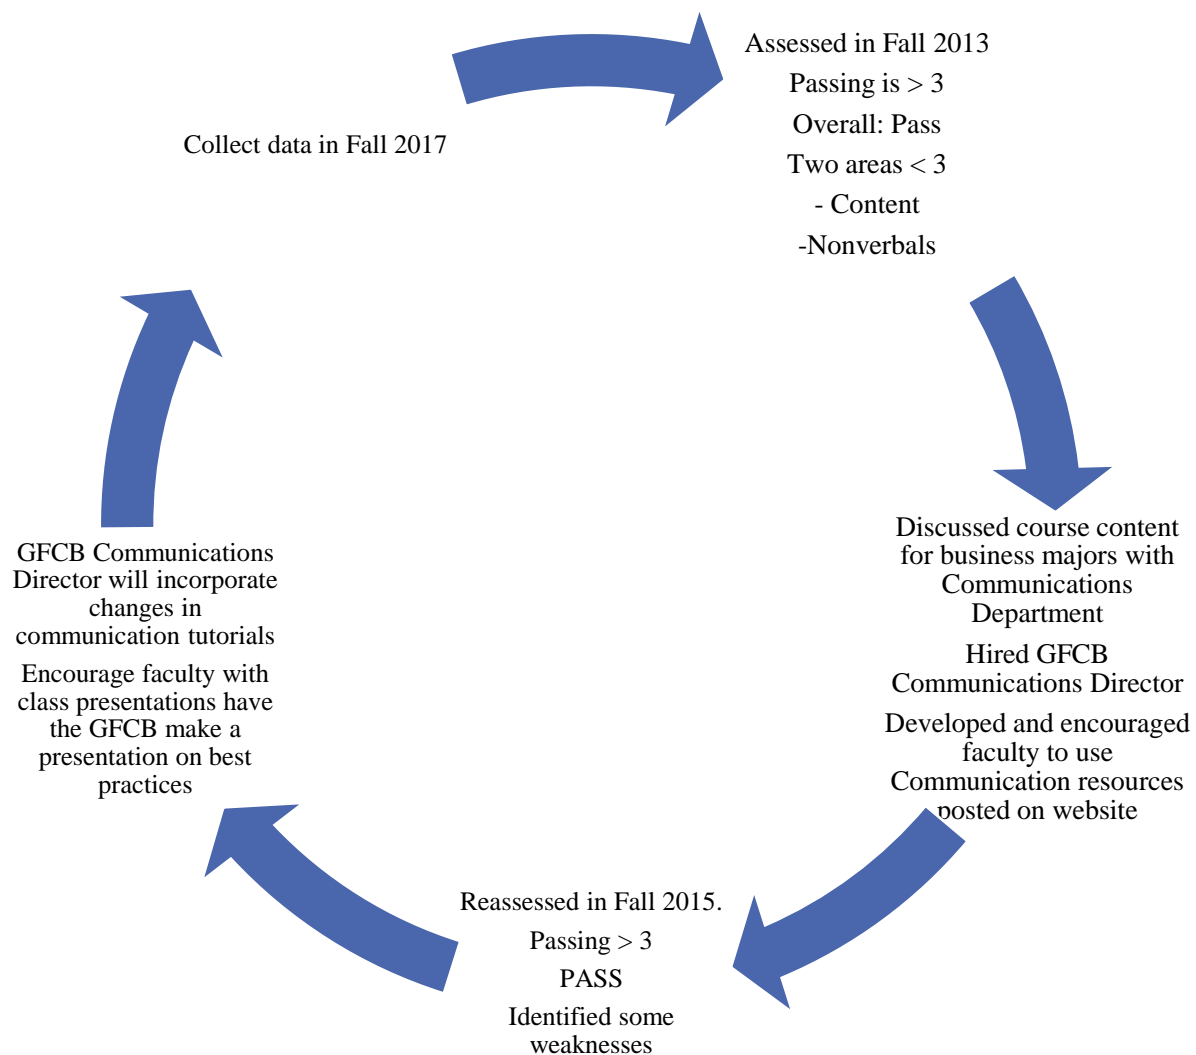 Assessed in Fall 2013
Passing is > 3
Overall: Pass
Two areas < 3
- Content
-Nonverbals
Discussed course content
for business majors with
Communications
Department
Hired GFCB
Communications Director
Developed and encouraged
faculty to use
Communication resources
posted on website
Reassessed in Fall 2015.
Passing > 3
PASS
Identified some
weaknesses
GFCB Communications
Director will incorporate
changes in
communication tutorials
Encourage faculty with
class presentations have
the GFCB make a
presentation on best
practices
Collect data in Fall 2017